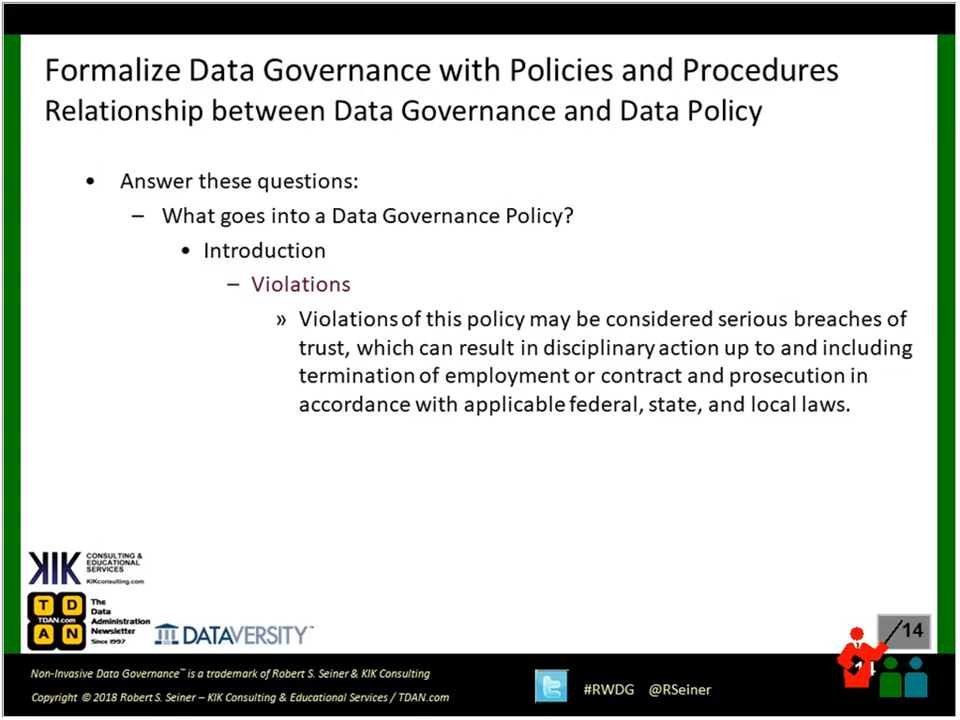 Formalize Data Governance with Policies and Procedures
Relationship between Data Governance and Data Policy
• Answer these questions:
– What goes into a Data Governance Policy?
• Introduction
– Violations
» Violations of this policy may be considered serious breaches of
trust, which can result in disciplinary action up to and including
termination of employment or contract and prosecution in
accordance with applicable federal, state, and local laws.
KIK CONSULTING &
EDUCATIONAL
SERVICES
KIKconsulting.com
T D
TDAN.com
A N
The
Data
Administration
Newsletter
Since 1997
DATAVERSITY™
14
14
Non-Invasive Data Governance™ is a trademark of Robert S. Seiner & KIK Consulting
Copyright © 2018 Robert S. Seiner – KIK Consulting & Educational Services / TDAN.com
#RWDG @RSeiner